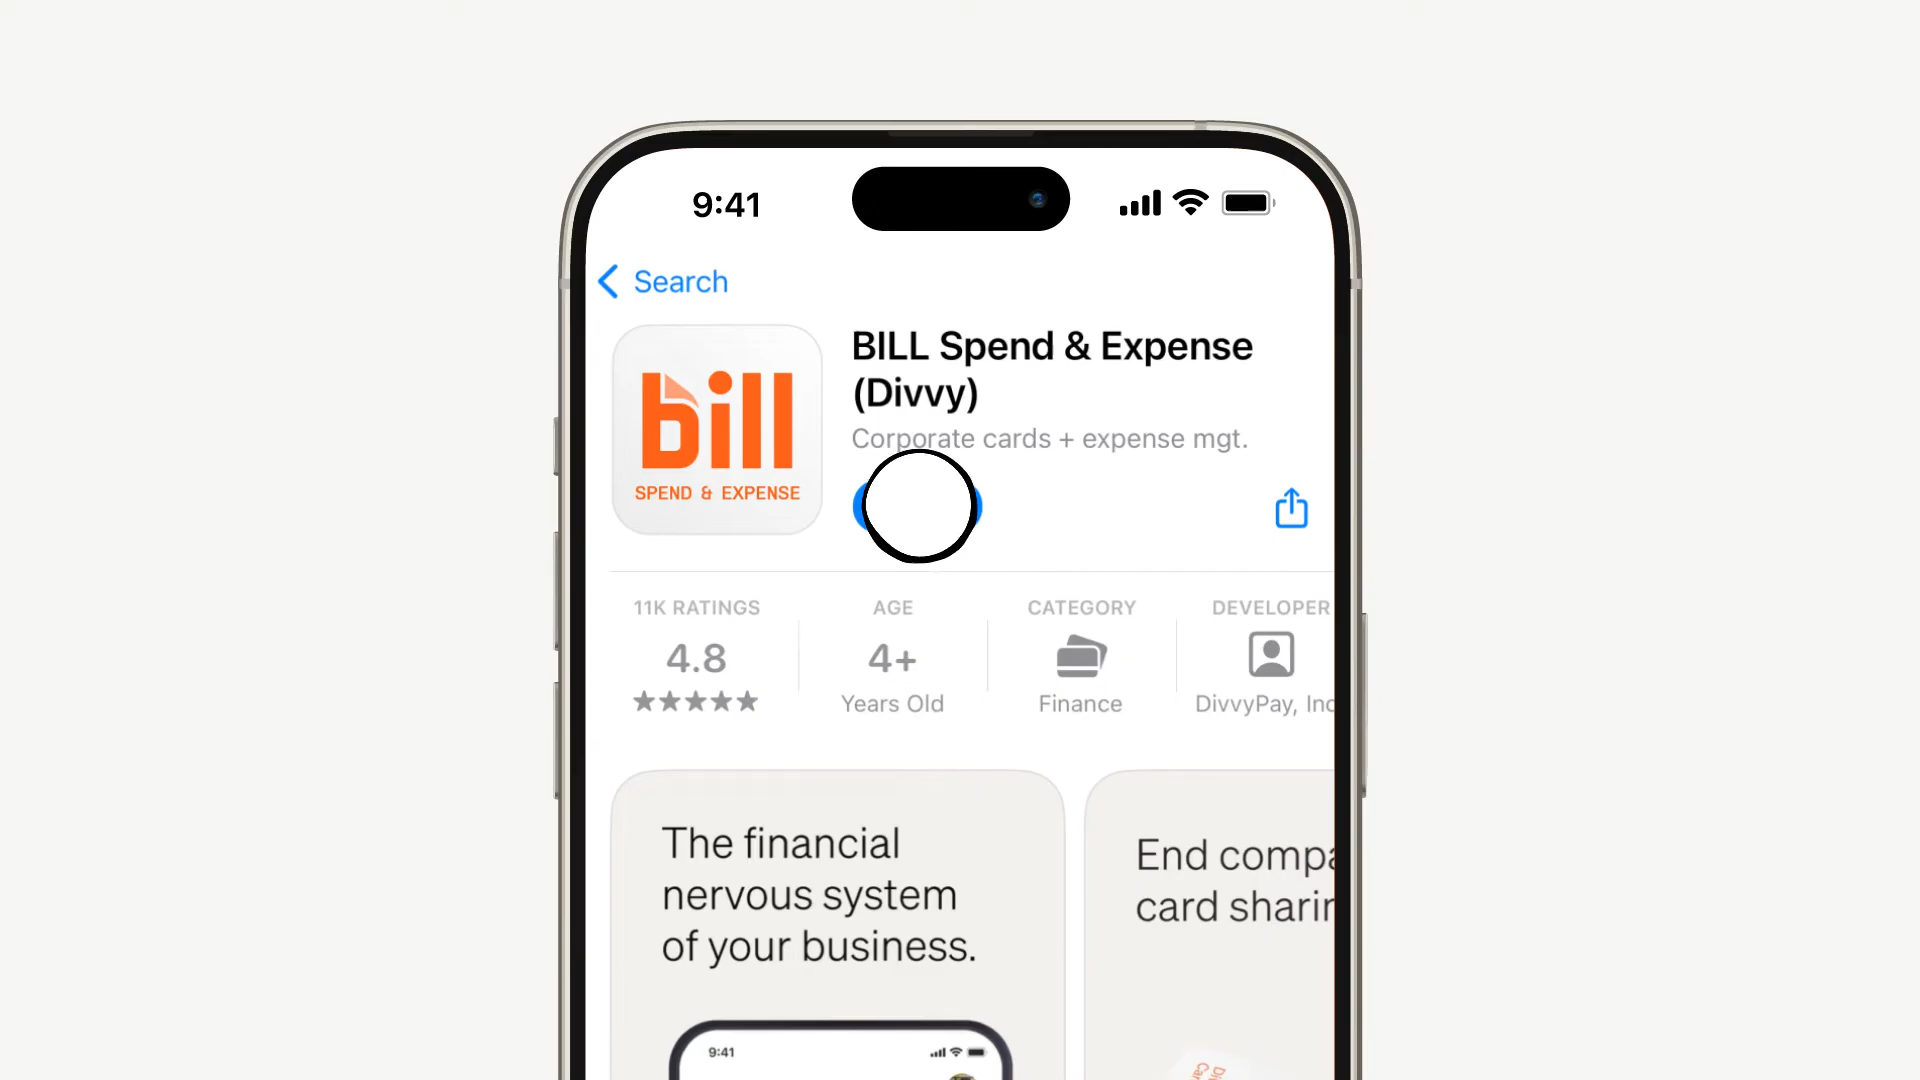 9:41
Search
bill
SPEND & EXPENSE
BILL Spend & Expense
(Divvy)
Corporate cards + expense mgt.
11K RATINGS
4.8
AGE
4+
Years Old
CATEGORY
Finance
DEVELOPER
DivvyPay, Inc
The financial
nervous system
of your business.
9:41
End compa
card sharin
Div
Car